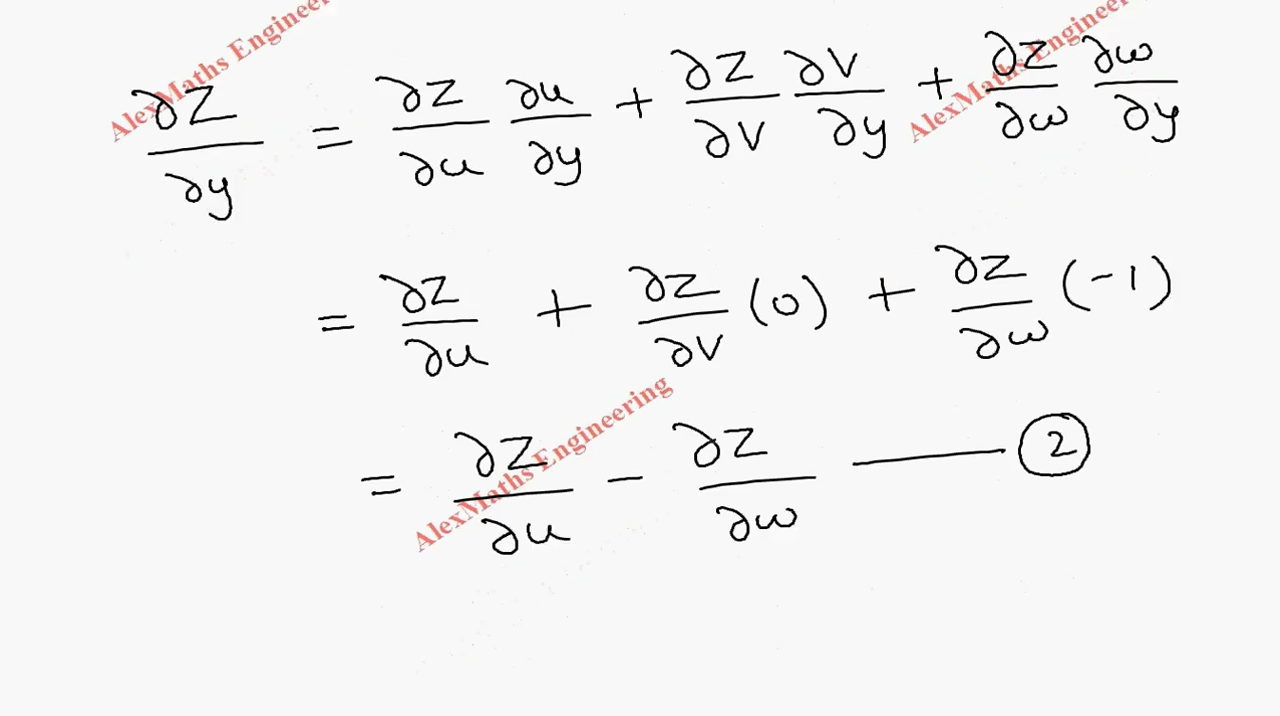 AlexMaths Engineering
AlexMaths Engineering
∂Z/∂y = ∂Z/∂u ∂u/∂y + ∂Z/∂V ∂V/∂y + ∂Z/∂w ∂w/∂y
= ∂Z/∂u + ∂Z/∂V (0) + ∂Z/∂w (-1)
= ∂Z/∂u - ∂Z/∂w —— ②
AlexMaths Engineering